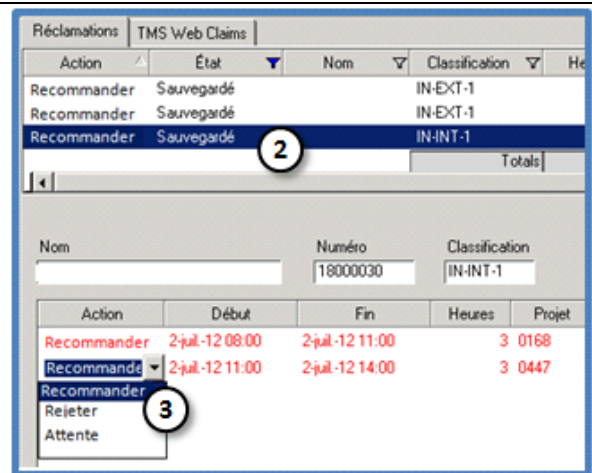 Réclamations TMS Web Claims
Action État Nom Classification He
Recommander Sauvegardé IN-EXT-1
Recommander Sauvegardé IN-EXT-1
Recommander Sauvegardé IN-INT-1
2
Totals
Nom Numéro Classification
18000030 IN-INT-1
Action Début Fin Heures Projet
Recommander 2-juil.-12 08:00 2-juil.-12 11:00 3 0168
Recommande 2-juil.-12 11:00 2-juil.-12 14:00 3 0447
Recommander
Rejeter
3
Attente